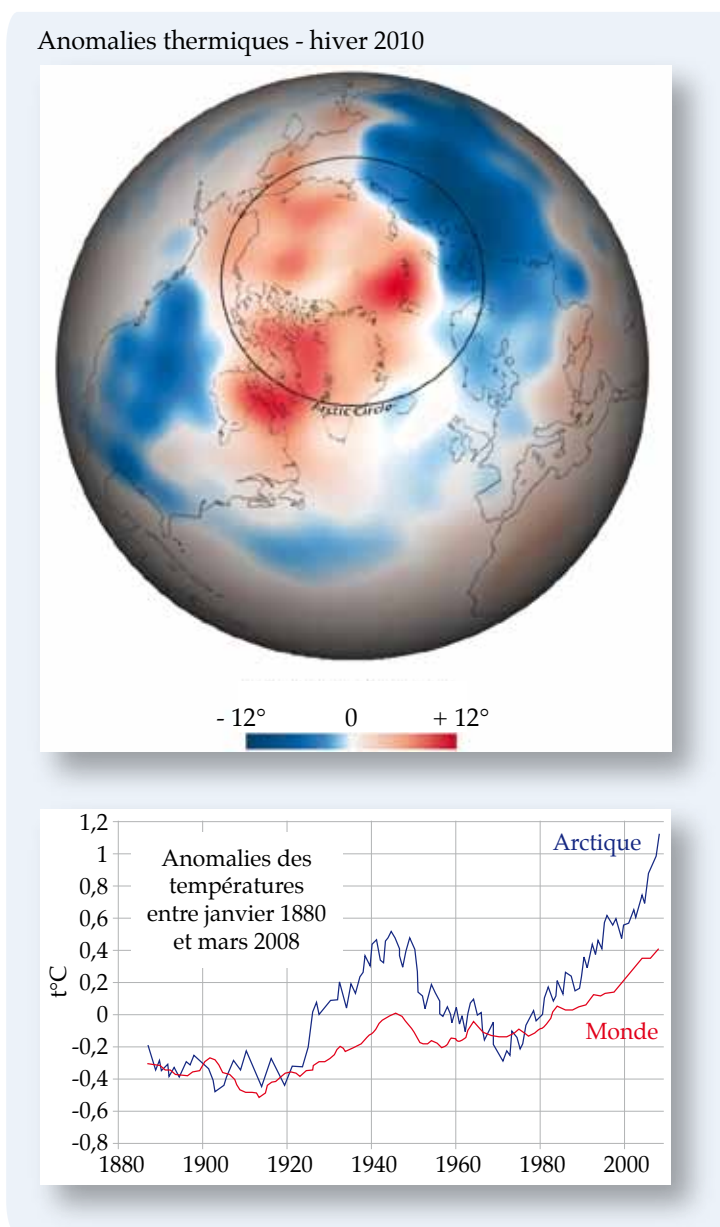 Anomalies thermiques - hiver 2010
Arctic Circle
- 12° 0 + 12°
1,2
1
0,8
0,6
0,4
0,2
0
-0,2
-0,4
-0,6
-0,8
t°C
Anomalies des
températures
entre janvier 1880
et mars 2008
Arctique
Monde
1880 1900 1920 1940 1960 1980 2000